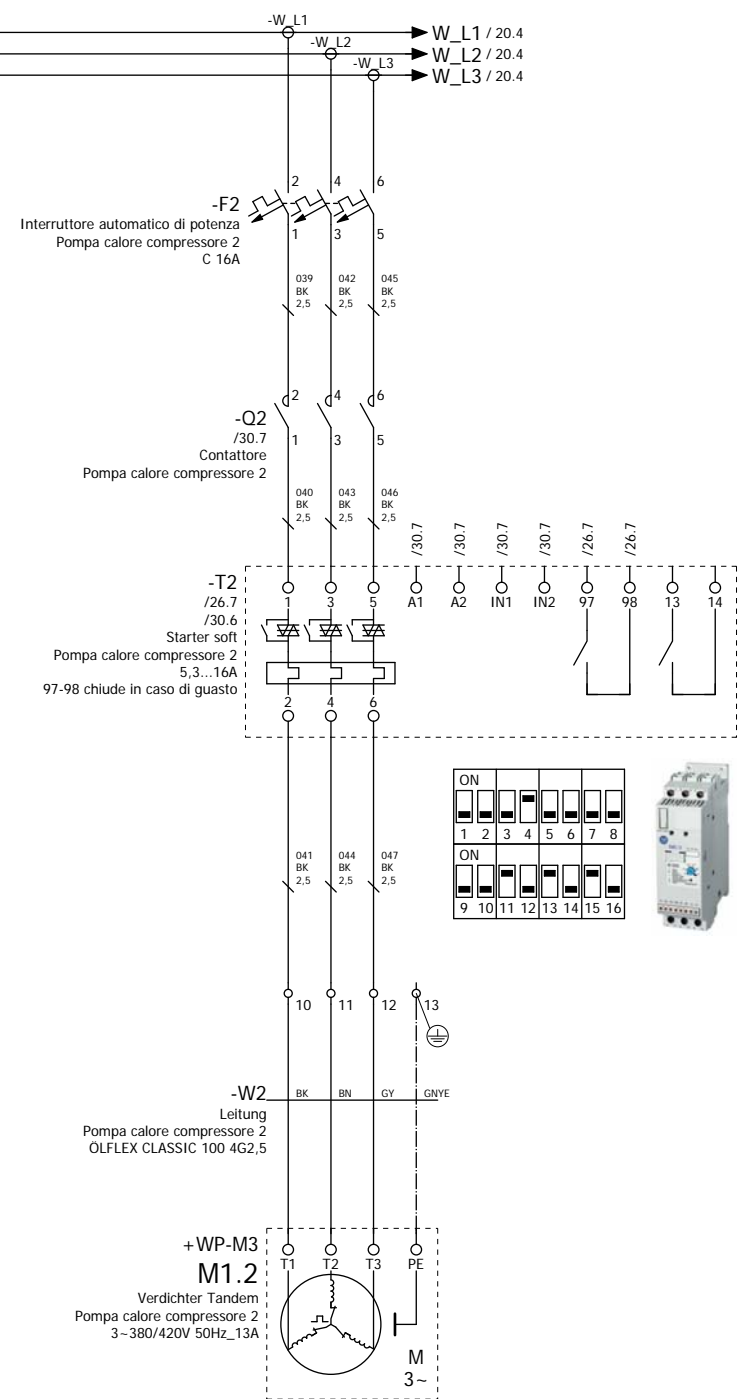 -W_L1
W_L1 / 20.4
-W_L2
W_L2 / 20.4
-W_L3
W_L3 / 20.4
2 4 6
-F2
Interruttore automatico di potenza
Pompa calore compressore 2
C 16A
1 3 5
039 042 045
BK BK BK
2,5 2,5 2,5
2 4 6
-Q2
/30.7
Contattore
Pompa calore compressore 2
1 3 5
040 043 046
BK BK BK
2,5 2,5 2,5
/30.7 /30.7 /30.7 /30.7 /26.7 /26.7
-T2
/26.7
/30.6
Starter soft
Pompa calore compressore 2
5,3...16A
97-98 chiude in caso di guasto
1 3 5 A1 A2 IN1 IN2 97 98 13 14
2 4 6
ON
1 2 3 4 5 6 7 8
ON
9 10 11 12 13 14 15 16
041 044 047
BK BK BK
2,5 2,5 2,5
10 11 12 13
-W2
BK BN GY GNYE
Leitung
Pompa calore compressore 2
ÖLFLEX CLASSIC 100 4G2,5
+WP-M3
M1.2
Verdichter Tandem
Pompa calore compressore 2
3~380/420V 50Hz_13A
T1 T2 T3 PE
M
3~